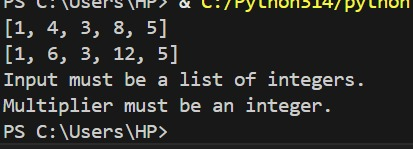 PS C:\Users\HP> & C:/Python314/python
[1, 4, 3, 8, 5]
[1, 6, 3, 12, 5]
Input must be a list of integers.
Multiplier must be an integer.
PS C:\Users\HP>